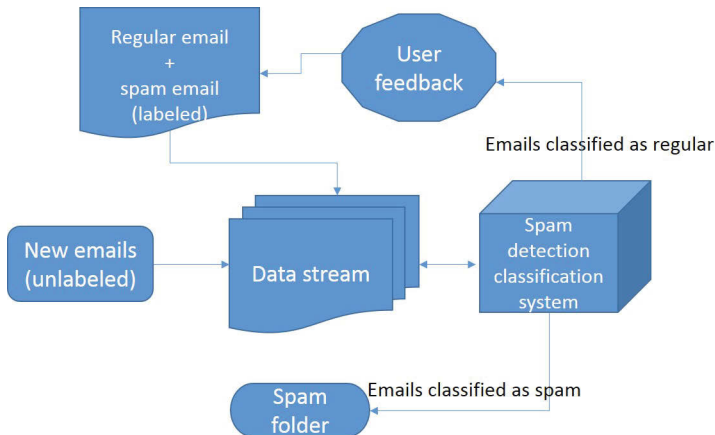 Regular email
+
spam email
(labeled)
User
feedback
Emails classified as regular
New emails
(unlabeled)
Data stream
Spam
detection
classification
system
Emails classified as spam
Spam
folder